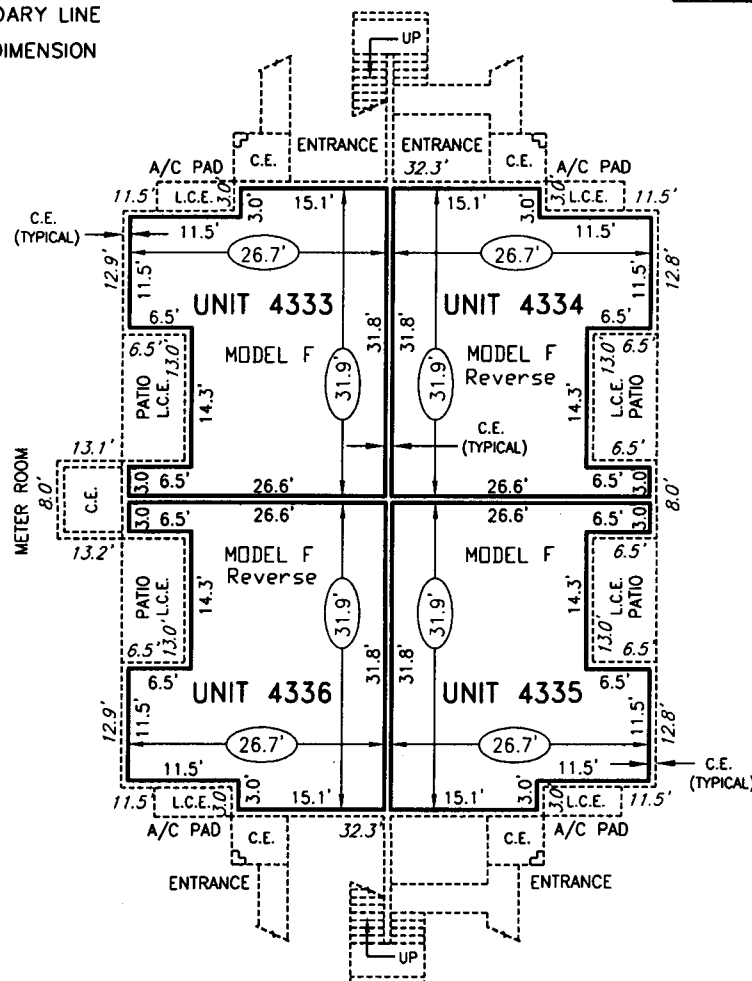 DARY LINE
DIMENSION
UP
ENTRANCE
ENTRANCE
32.3'
C.E.
C.E.
A/C PAD
A/C PAD
11.5'
L.C.E.
3.0'
3.0'
L.C.E.
11.5'
15.1'
15.1'
C.E.
(TYPICAL)
3.0'
3.0'
11.5'
11.5'
12.9'
26.7'
26.7'
12.8'
11.5'
11.5'
UNIT 4333
UNIT 4334
6.5'
6.5'
31.8'
31.8'
6.5'
13.0'
MODEL F
MODEL F
Reverse
13.0'
6.5'
PATIO
L.C.E.
14.3'
31.9'
31.9'
14.3'
L.C.E.
PATIO
C.E.
(TYPICAL)
13.1'
6.5'
METER ROOM
8.0'
C.E.
3.0
6.5'
26.6'
26.6'
6.5'
3.0
8.0'
3.0
6.5'
26.6'
26.6'
6.5'
3.0
13.2'
MODEL F
Reverse
MODEL F
6.5'
PATIO
L.C.E.
14.3'
31.9'
31.9'
14.3'
L.C.E.
PATIO
6.5'
13.0'
13.0'
6.5'
6.5'
31.8'
31.8'
6.5'
UNIT 4336
UNIT 4335
12.9'
11.5'
11.5'
12.8'
26.7'
26.7'
11.5'
11.5'
C.E.
(TYPICAL)
3.0'
3.0'
11.5'
L.C.E.
15.1'
15.1'
3.0'
L.C.E.
11.5'
A/C PAD
32.3'
A/C PAD
C.E.
C.E.
ENTRANCE
ENTRANCE
UP